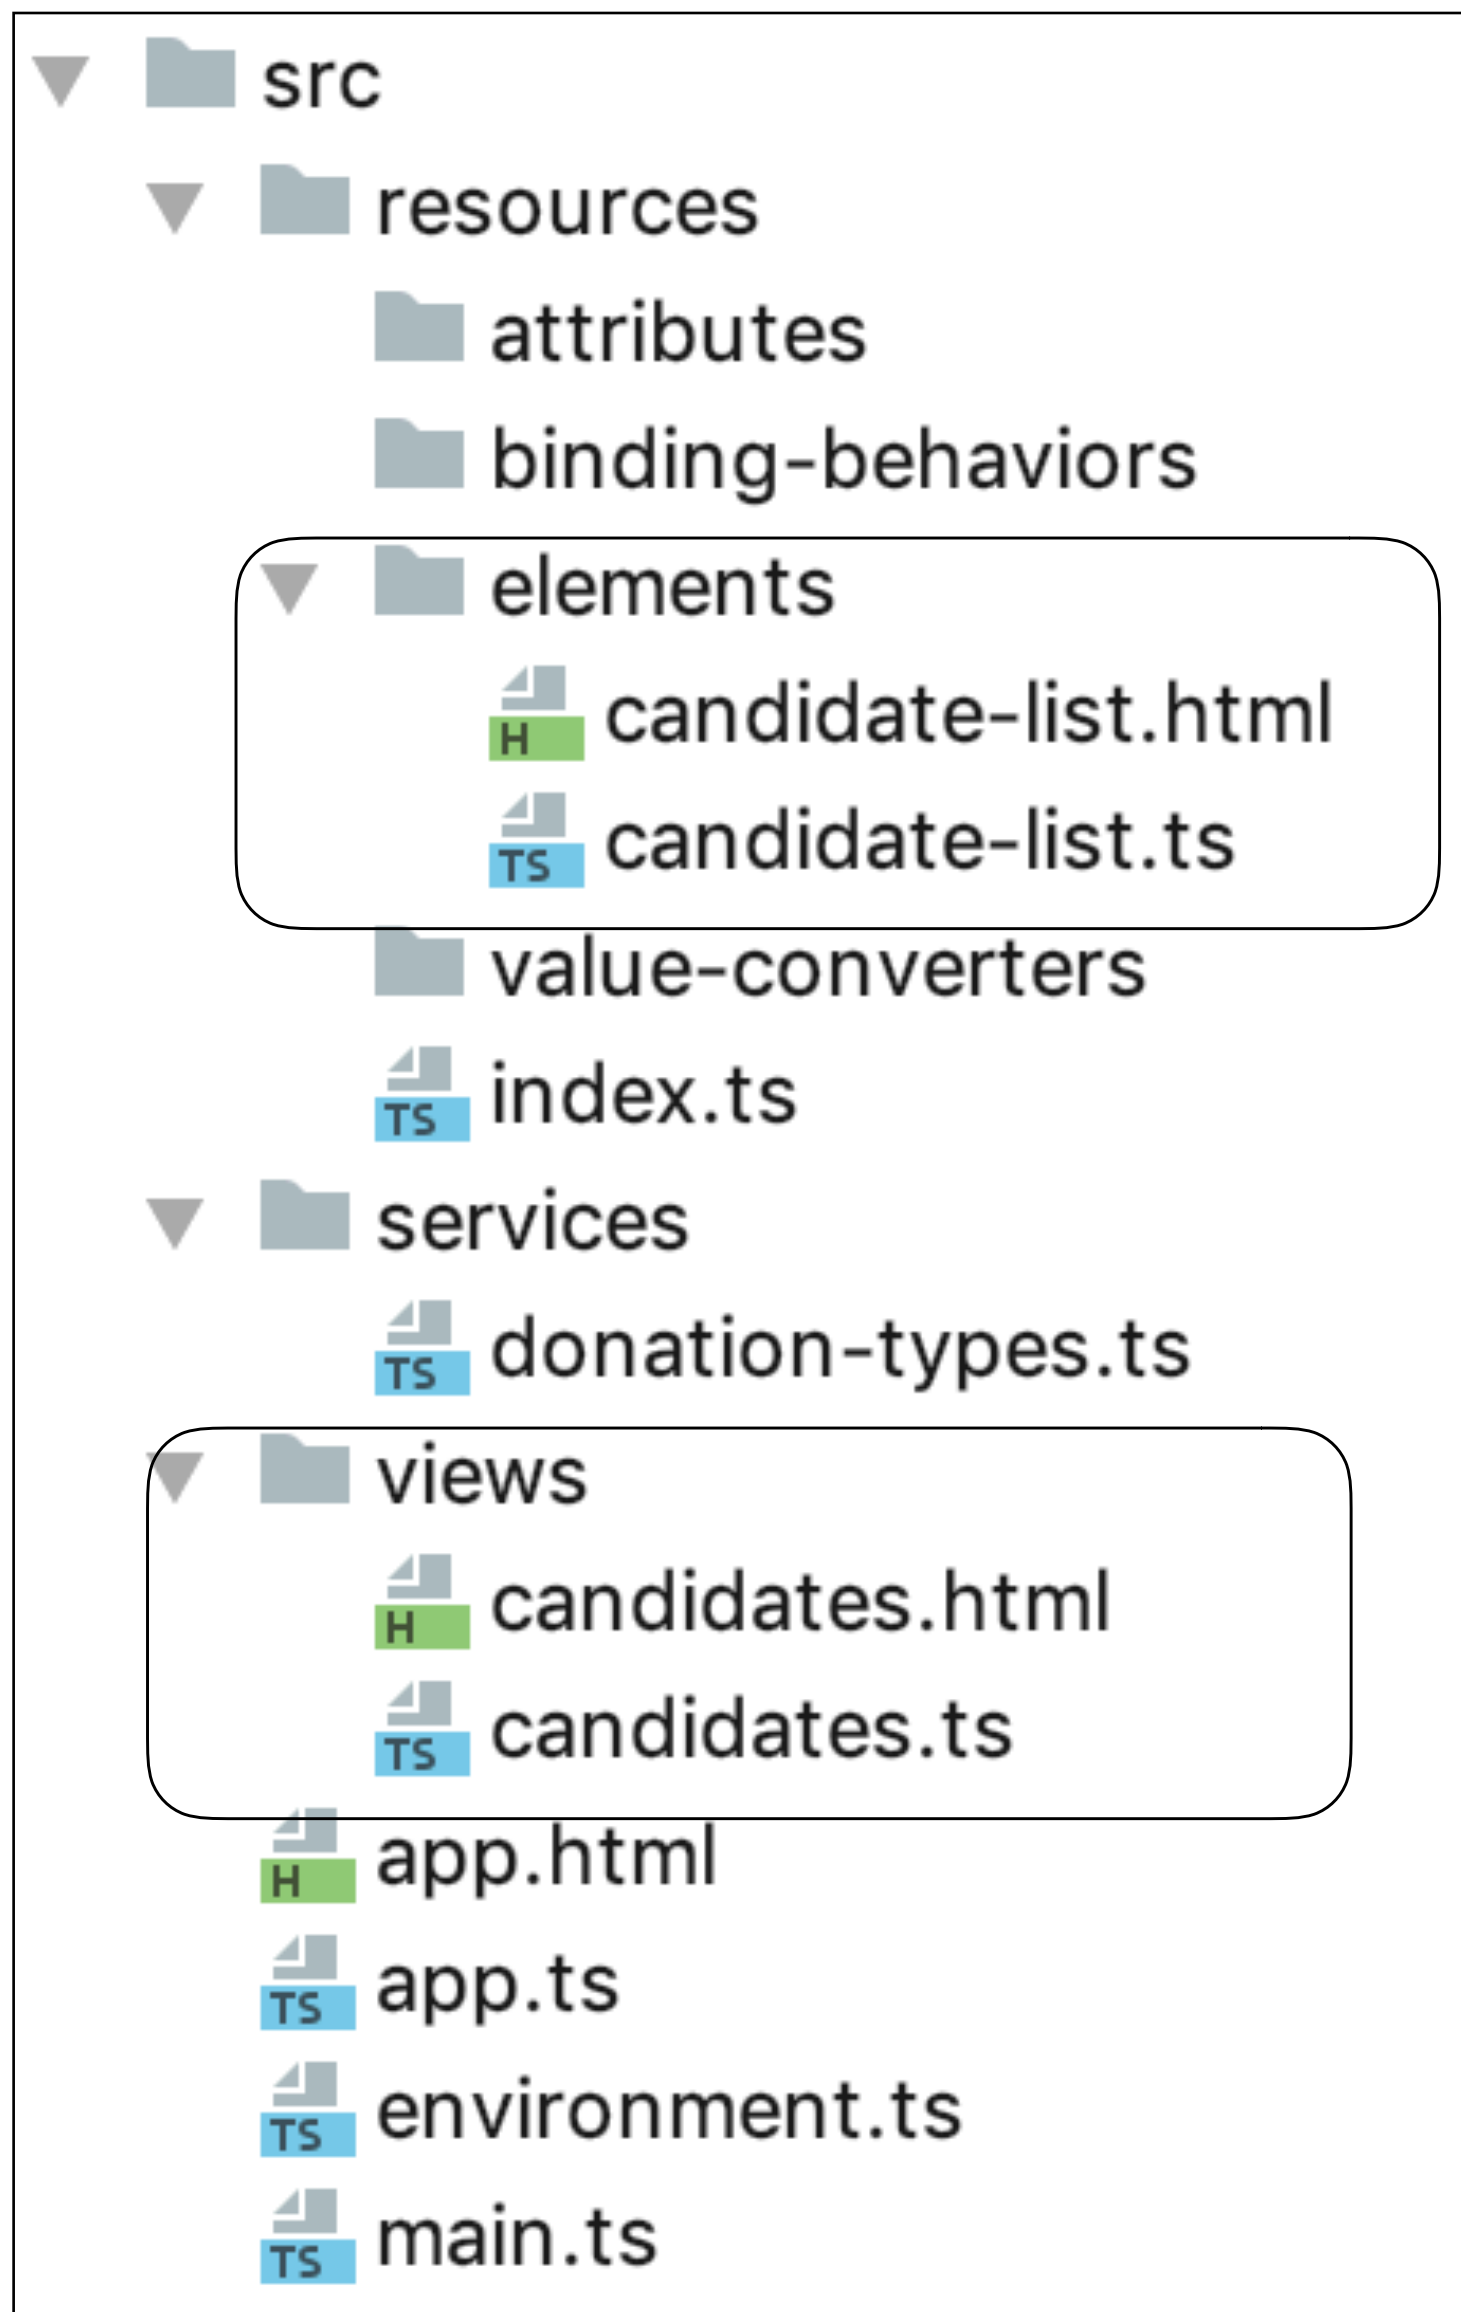 src
resources
attributes
binding-behaviors
elements
H candidate-list.html
TS candidate-list.ts
value-converters
TS index.ts
services
TS donation-types.ts
views
H candidates.html
TS candidates.ts
H app.html
TS app.ts
TS environment.ts
TS main.ts